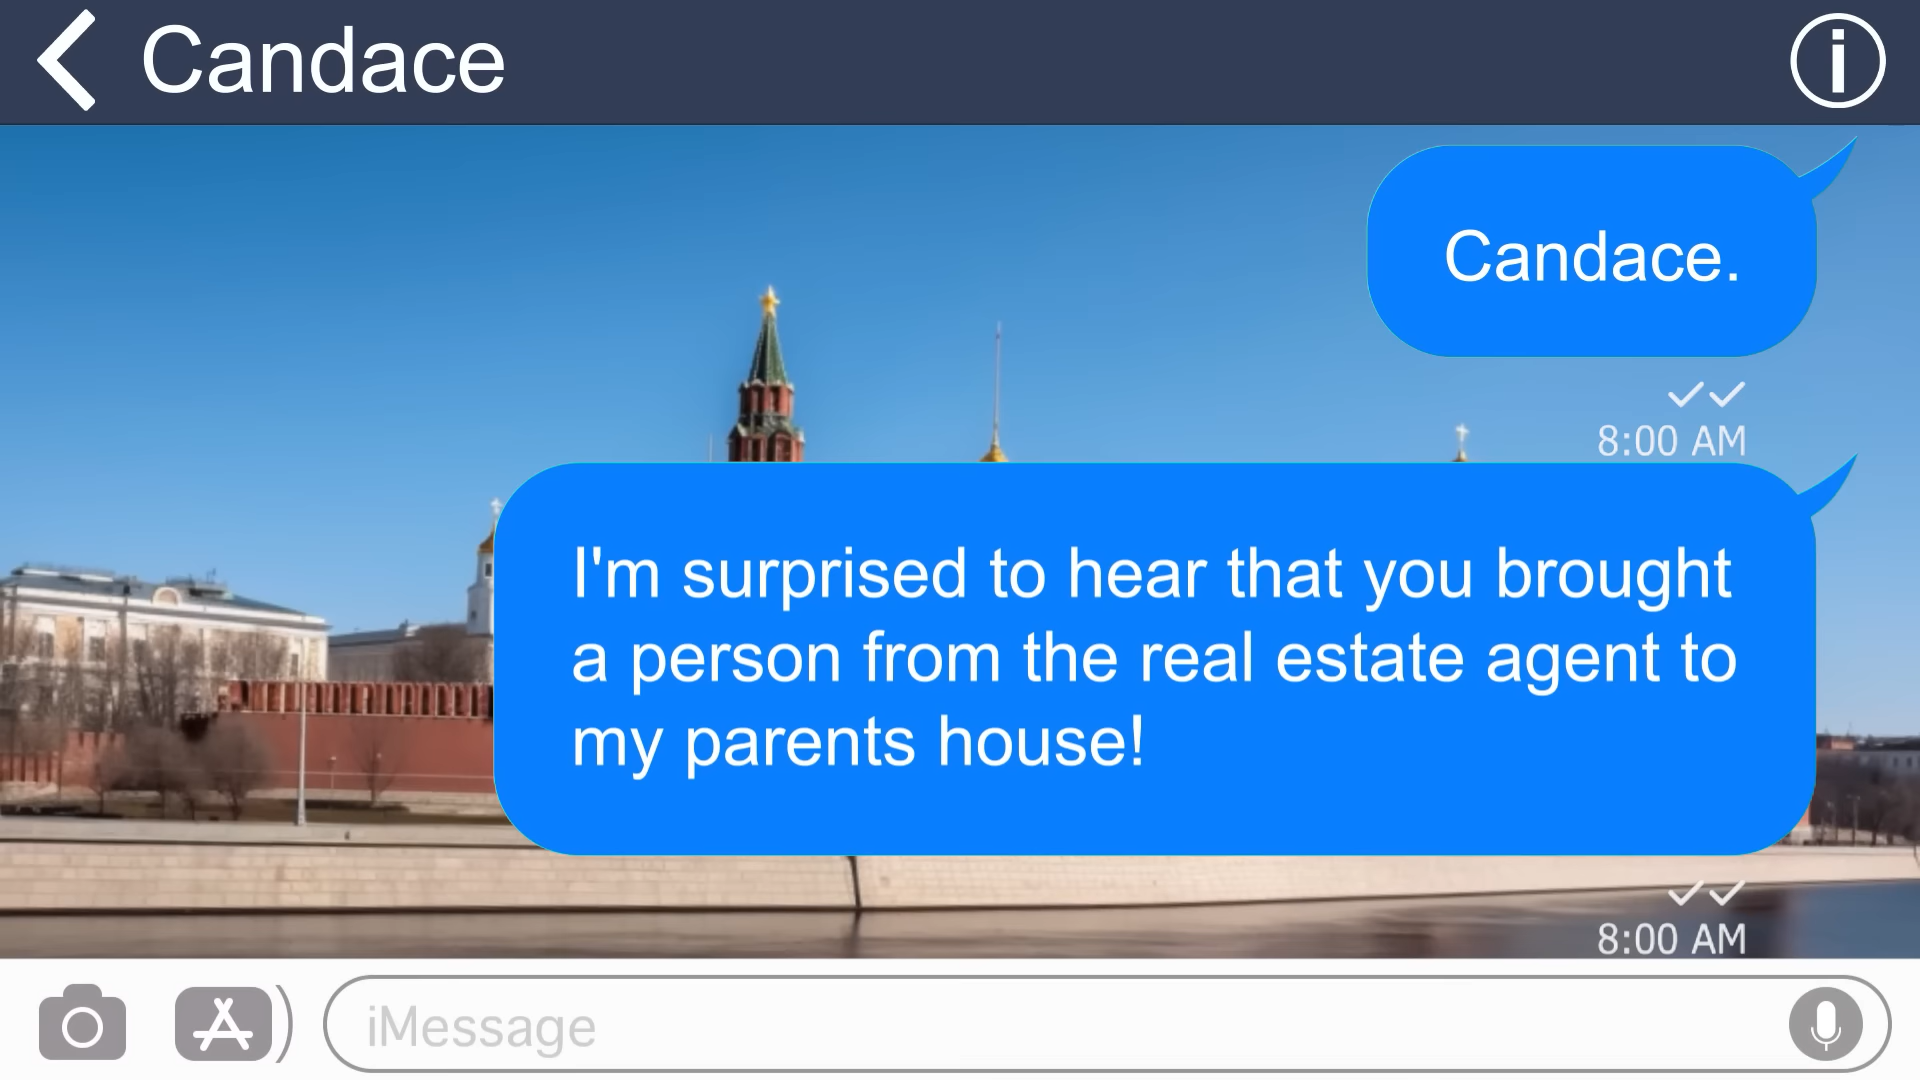 Candace
Candace.
8:00 AM
I'm surprised to hear that you brought
a person from the real estate agent to
my parents house!
8:00 AM
iMessage